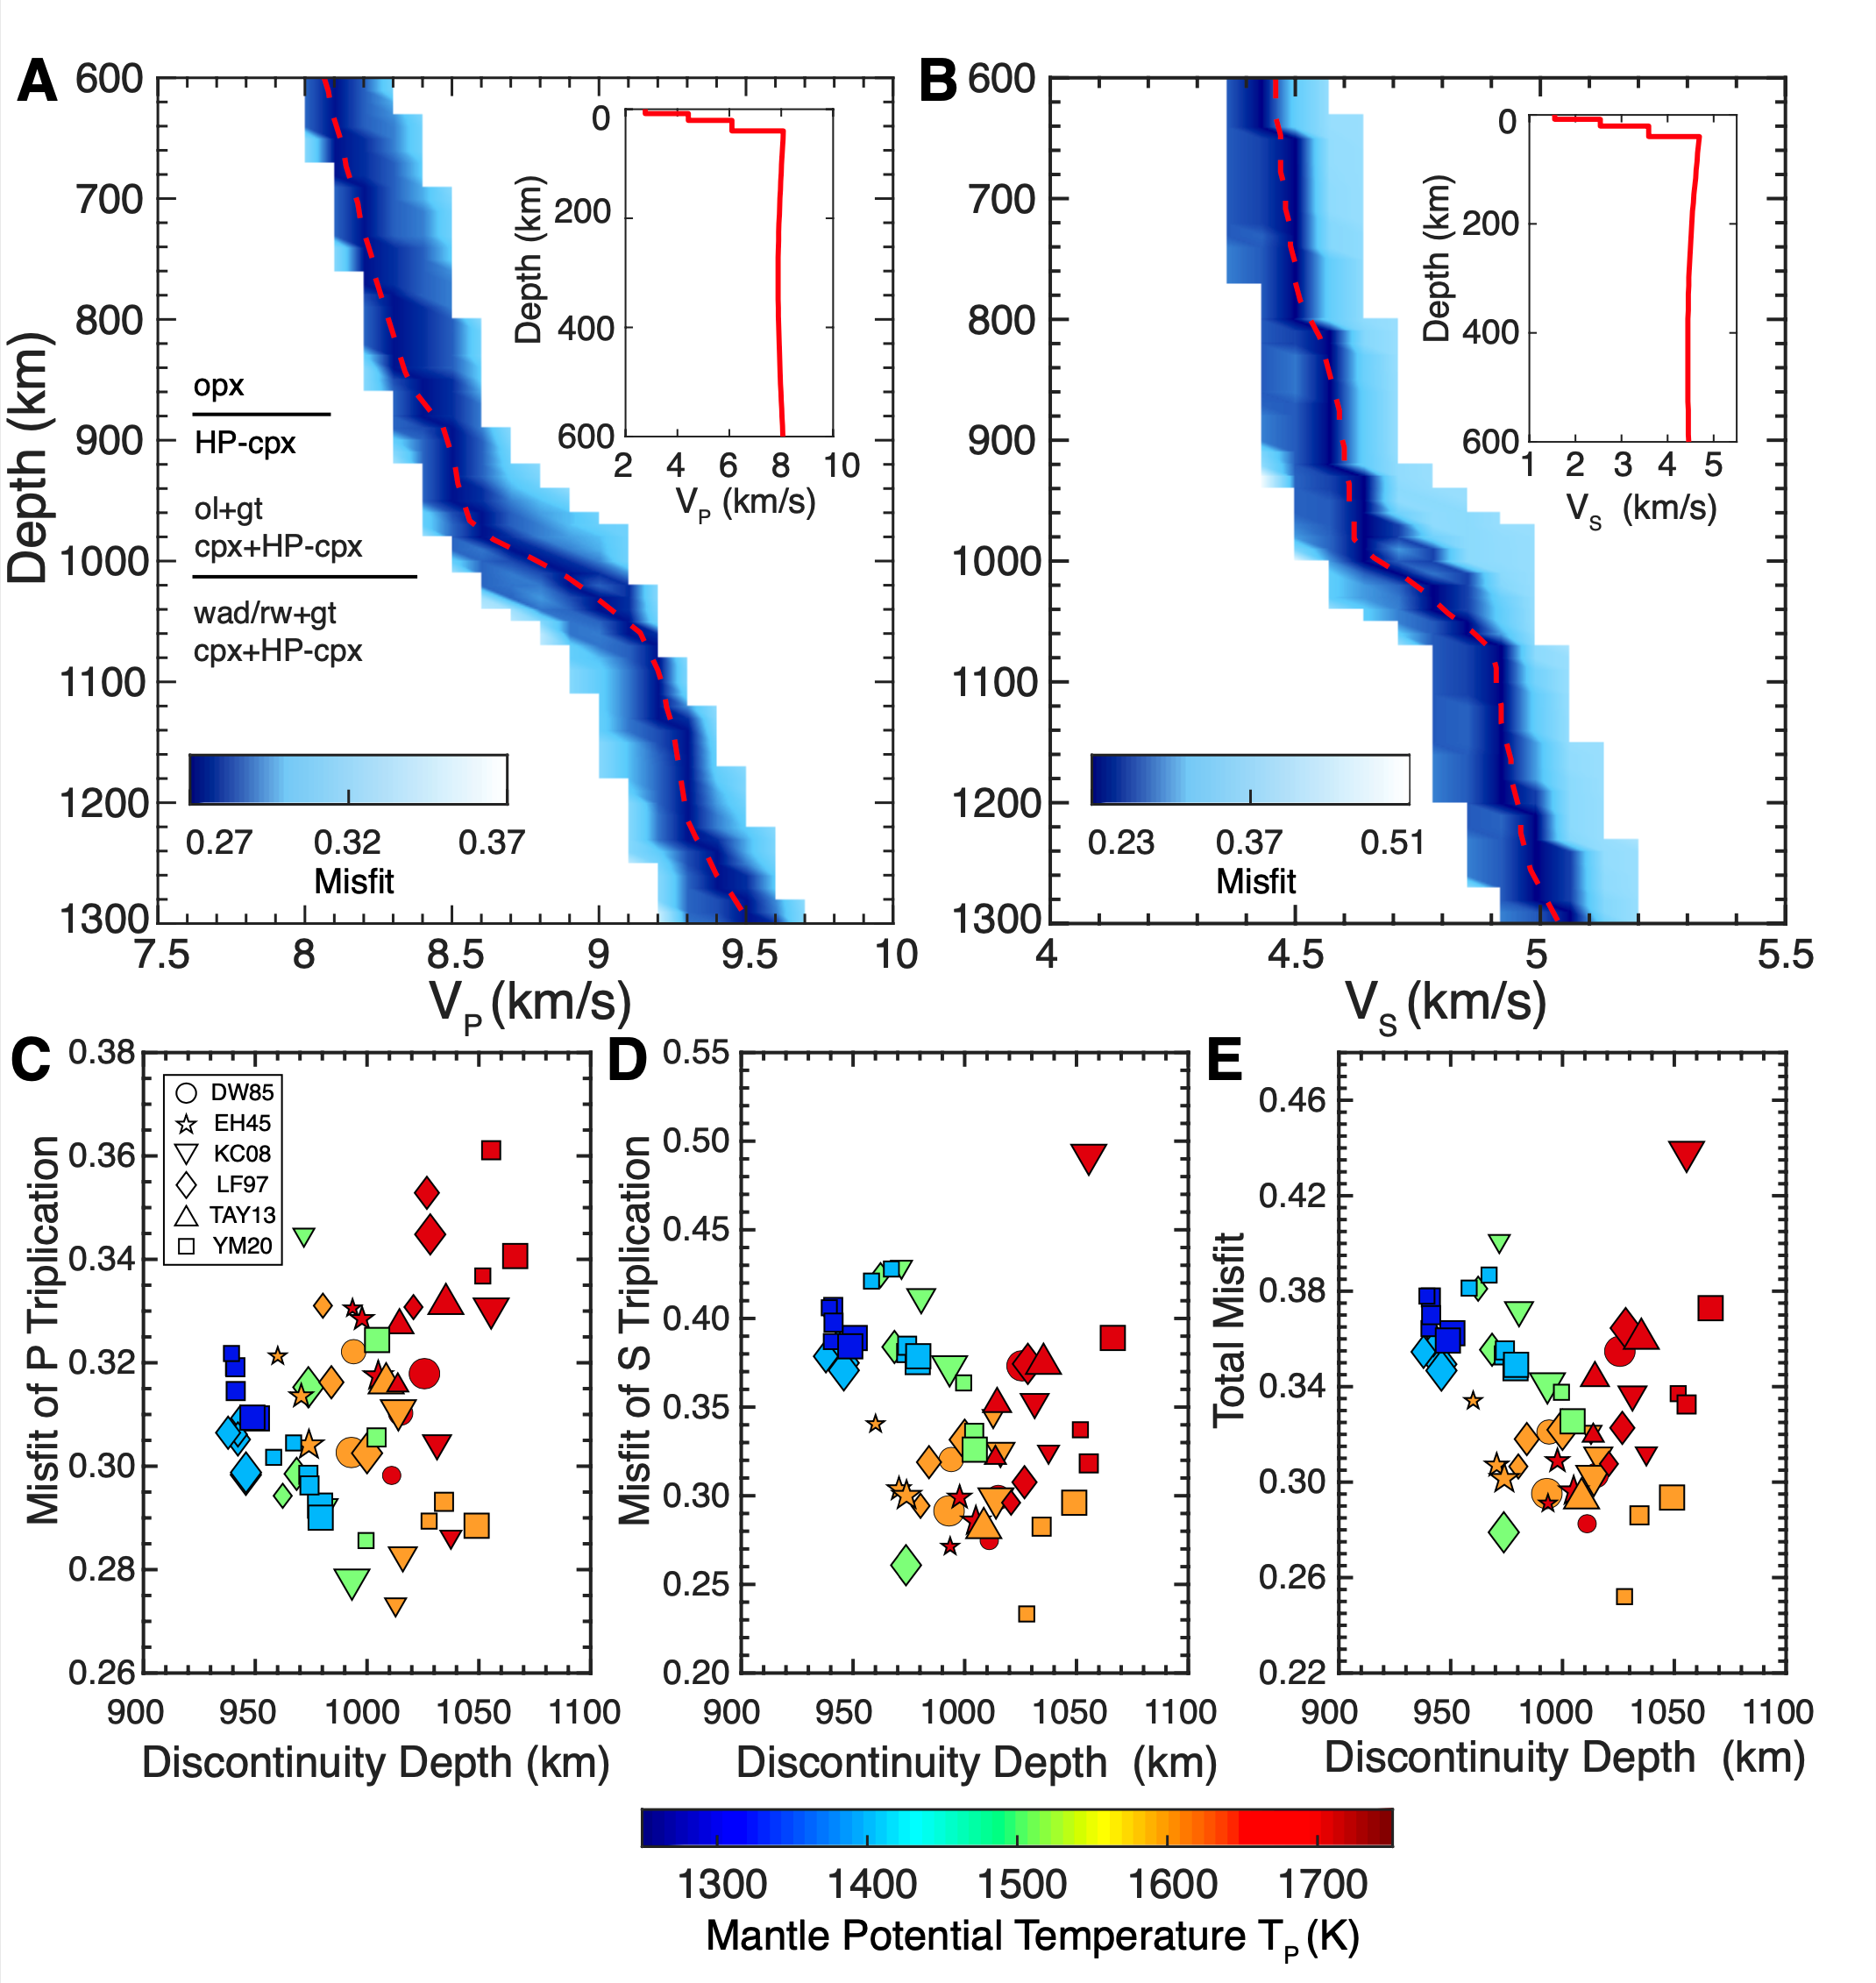 A
600
700
800
900
1000
1100
1200
1300
Depth (km)
7.5 8 8.5 9 9.5 10
V_P (km/s)
opx
HP-cpx
ol+gt
cpx+HP-cpx
wad/rw+gt
cpx+HP-cpx
0.27 0.32 0.37
Misfit
0
200
400
600
Depth (km)
2 4 6 8 10
V_P (km/s)
B
600
700
800
900
1000
1100
1200
1300
4 4.5 5 5.5
V_S (km/s)
0.23 0.37 0.51
Misfit
0
200
400
600
Depth (km)
1 2 3 4 5
V_S (km/s)
C
0.38
0.36
0.34
0.32
0.30
0.28
0.26
Misfit of P Triplication
DW85
EH45
KC08
LF97
TAY13
YM20
900 950 1000 1050 1100
Discontinuity Depth (km)
D
0.55
0.50
0.45
0.40
0.35
0.30
0.25
0.20
Misfit of S Triplication
900 950 1000 1050 1100
Discontinuity Depth (km)
E
0.46
0.42
0.38
0.34
0.30
0.26
0.22
Total Misfit
900 950 1000 1050 1100
Discontinuity Depth (km)
1300 1400 1500 1600 1700
Mantle Potential Temperature T_P (K)